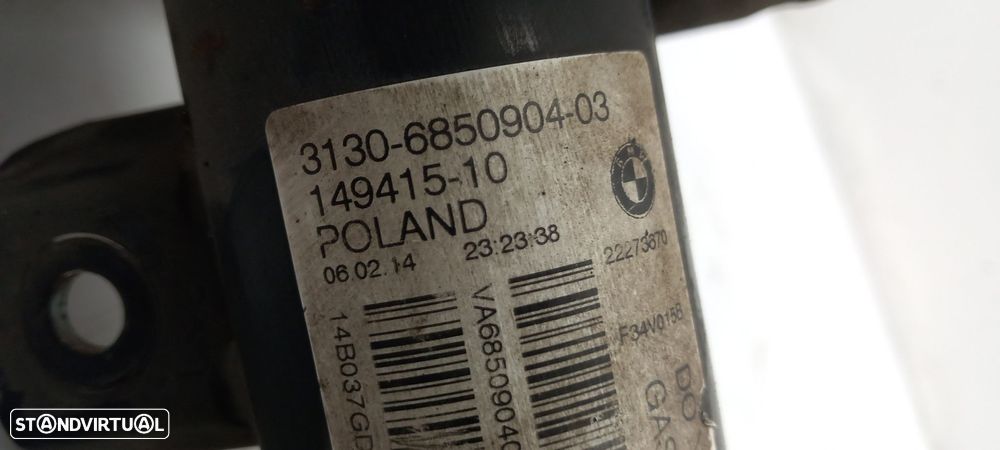 3130-6850904-03
149415-10
POLAND
06.02.14 23:23:38
22273670
F34V0156
14B037GD
VA6850904
DO
GAS
STANDVIRTUAL